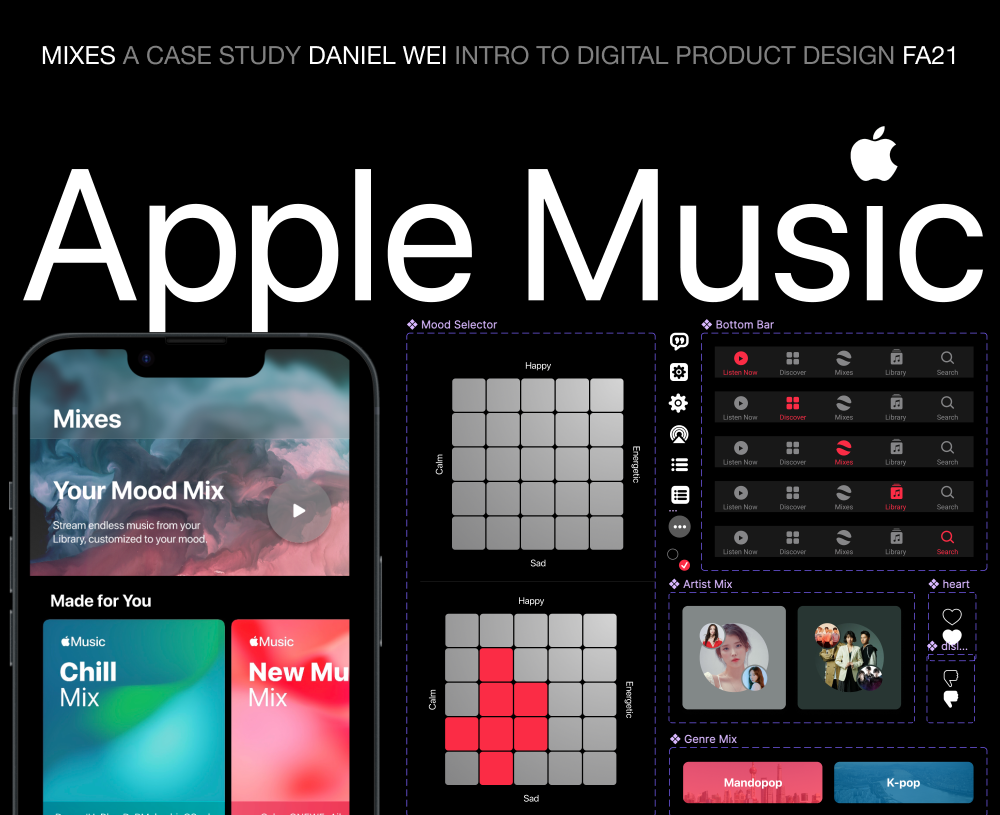 MIXES A CASE STUDY DANIEL WEI INTRO TO DIGITAL PRODUCT DESIGN FA21
Apple Music
Mixes
Your Mood Mix
Stream endless music from your
Library, customized to your mood.
Made for You
Music
Chill
Mix
Music
New Mu
Mix
Mood Selector
Happy
Calm
Energetic
Sad
Happy
Calm
Energetic
Sad
Bottom Bar
Listen Now Discover Mixes Library Search
Listen Now Discover Mixes Library Search
Listen Now Discover Mixes Library Search
Listen Now Discover Mixes Library Search
Listen Now Discover Mixes Library Search
Artist Mix
heart
disl...
Genre Mix
Mandopop
K-pop